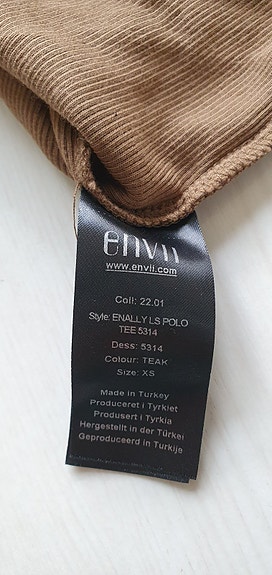 envii
www.envii.com
Coll: 22.01
Style: ENALLY LS POLO
TEE 5314
Dess: 5314
Colour: TEAK
Size: XS
Made in Turkey
Produceret i Tyrkiet
Produsert i Tyrkia
Hergestellt in der Türkei
Geproduceerd in Turkije